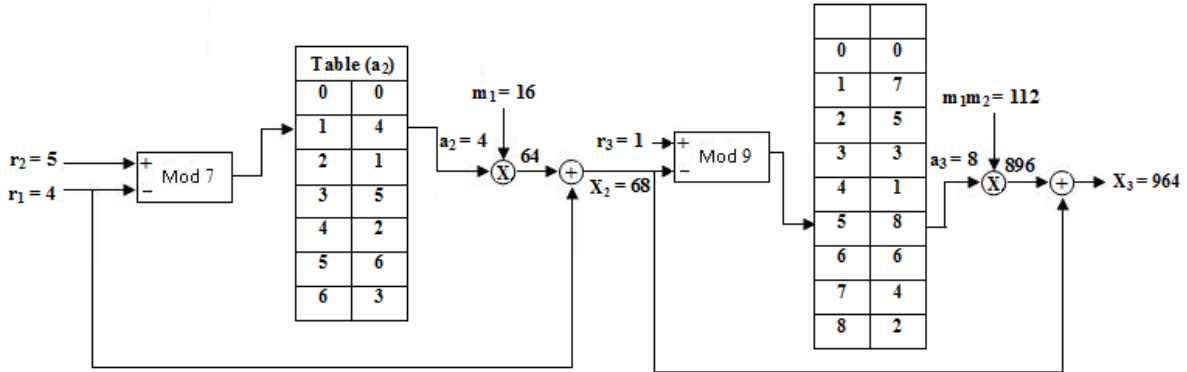 r₂ = 5
r₁ = 4
+
−
Mod 7
Table (a₂)
0 0
1 4
2 1
3 5
4 2
5 6
6 3
a₂ = 4
m₁ = 16
X
64
+
X₂ = 68
r₃ = 1
+
−
Mod 9
0 0
1 7
2 5
3 3
4 1
5 8
6 6
7 4
8 2
a₃ = 8
m₁m₂ = 112
X
896
+
X₃ = 964